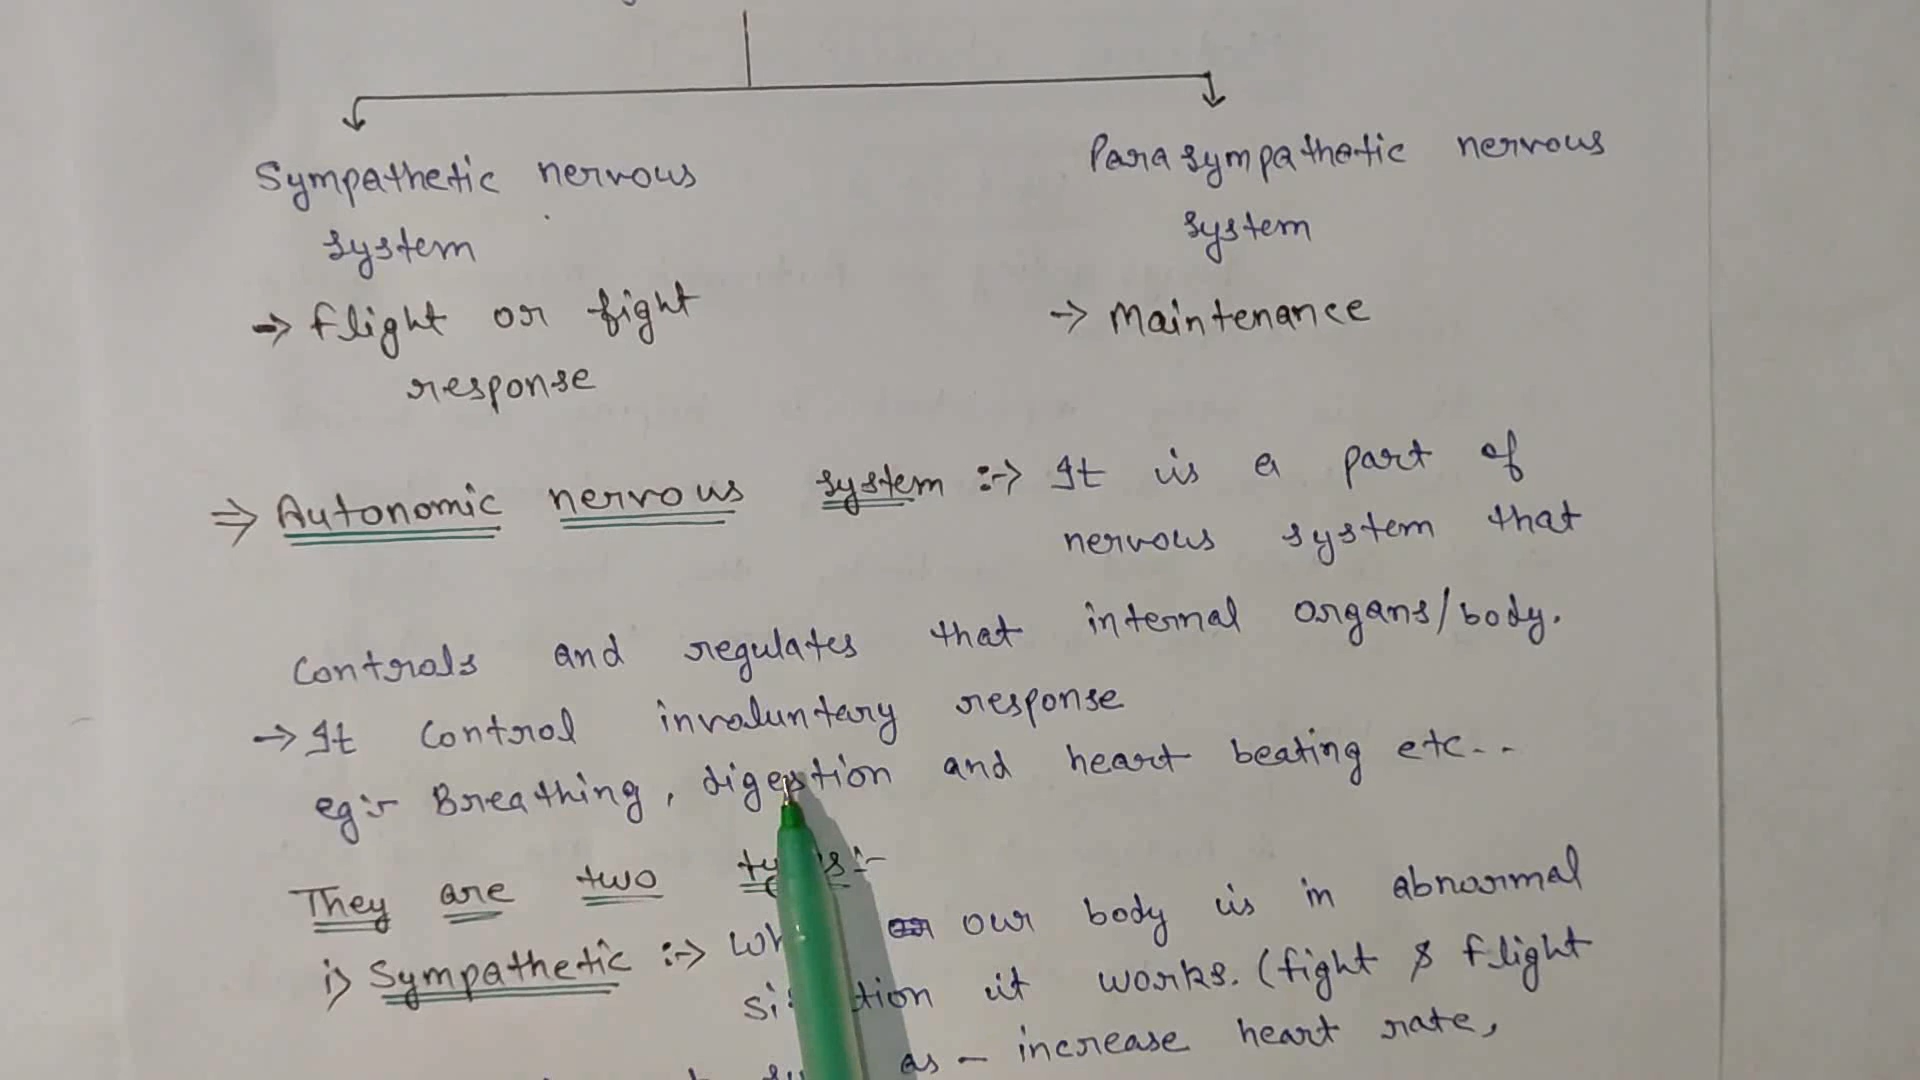 Sympathetic nervous
system
→ flight or fight
response
Parasympathetic nervous
system
→ Maintenance
⇒ Autonomic nervous system :-> It is a part of
nervous system that
Controls and regulates that internal organs/body.
→ It control involuntary response
eg:- Breathing, digestion and heart beating etc..
They are two
i) Sympathetic :-> our body is in abnormal
it works. (fight & flight
as - increase heart rate,